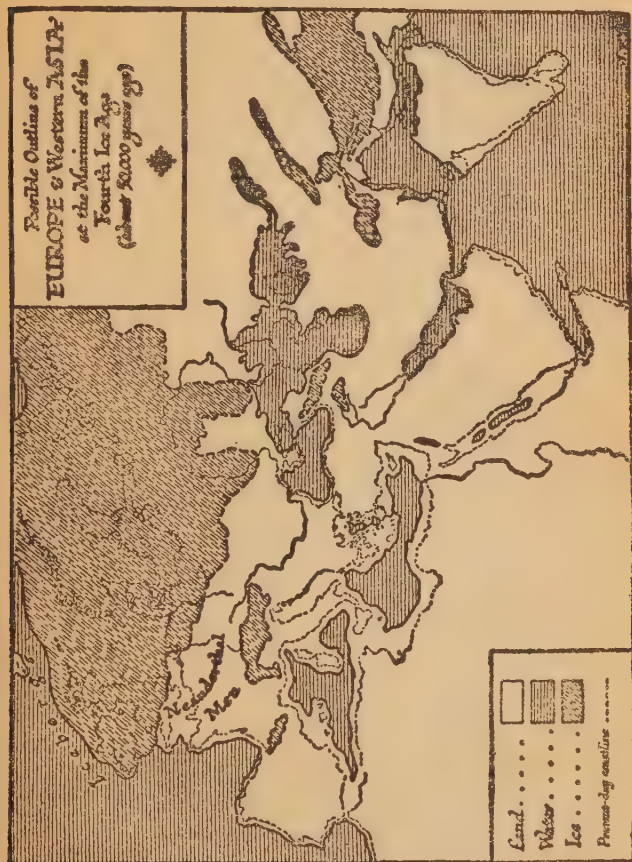 Possible Outline of
EUROPE & Western ASIA
at the Maximum of the
Fourth Ice Age
(about 50,000 years ago)
Neanderthal
Men
Land
Water
Ice
Present-day coastline